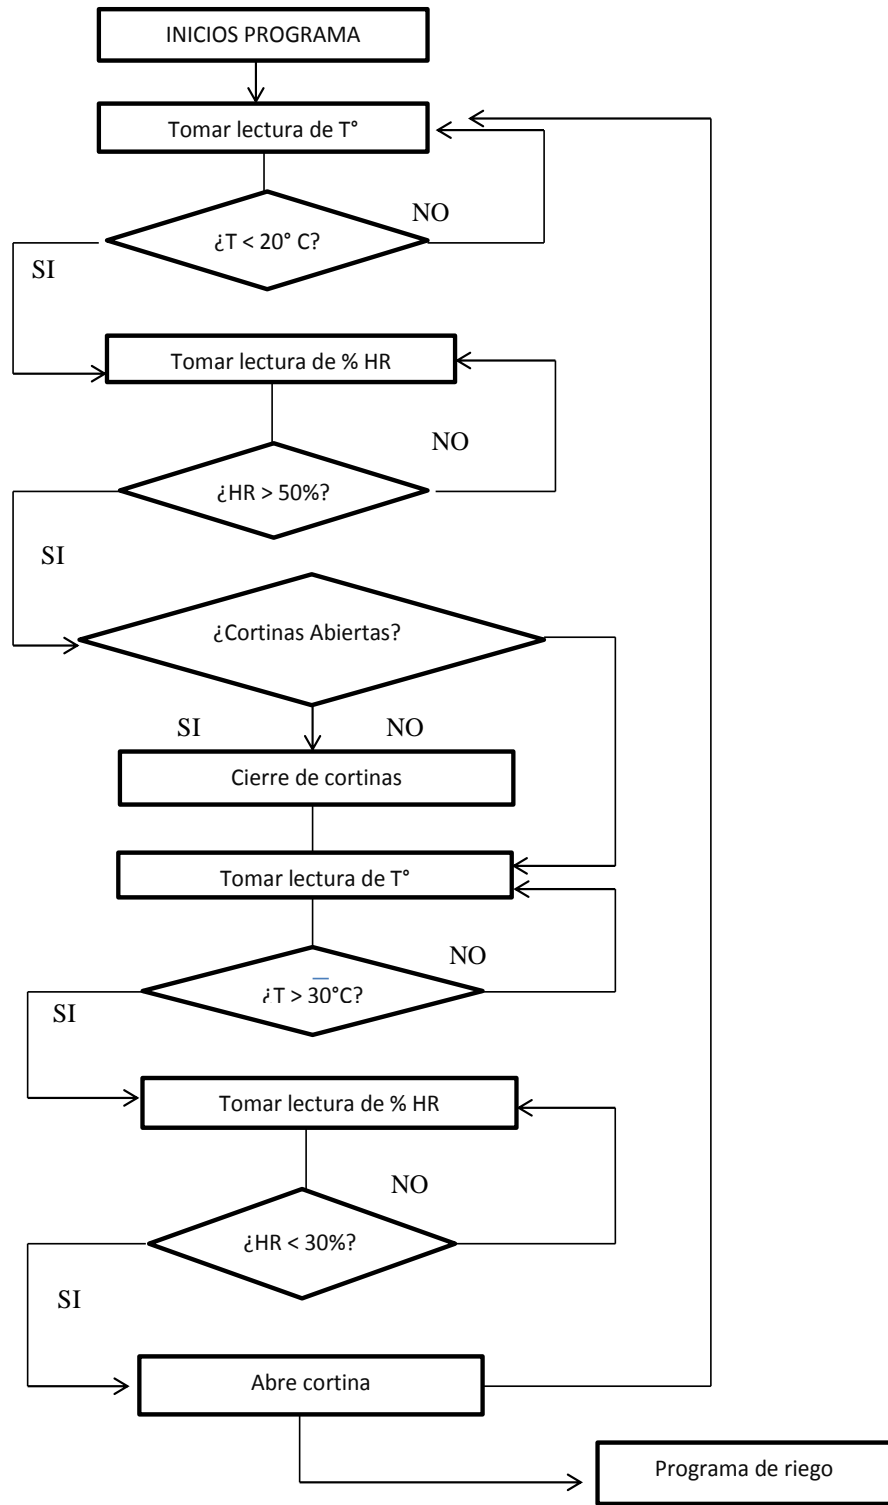 INICIOS PROGRAMA
Tomar lectura de T°
NO
¿T < 20° C?
SI
Tomar lectura de % HR
NO
¿HR > 50%?
SI
¿Cortinas Abiertas?
SI NO
Cierre de cortinas
Tomar lectura de T°
NO
¿T > 30°C?
SI
Tomar lectura de % HR
NO
¿HR < 30%?
SI
Abre cortina
Programa de riego